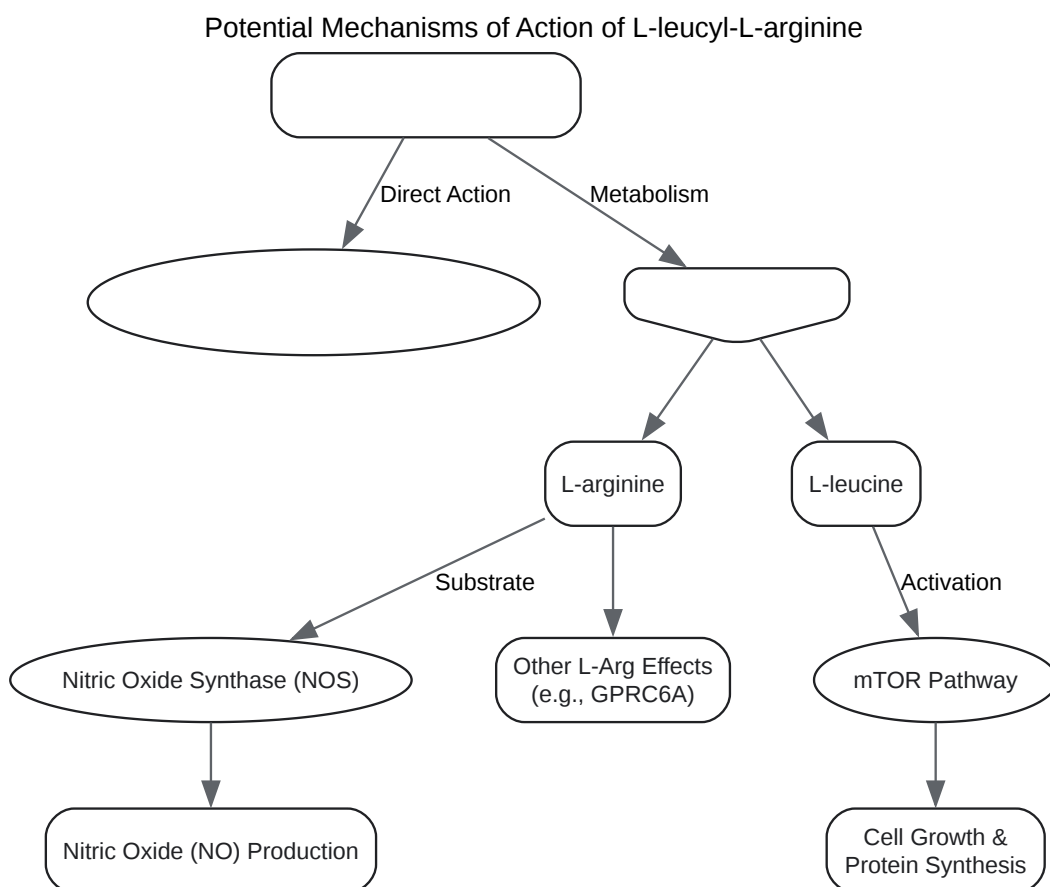 Potential Mechanisms of Action of L-leucyl-L-arginine
Direct Action
Metabolism
L-arginine
L-leucine
Substrate
Activation
Nitric Oxide Synthase (NOS)
Other L-Arg Effects
(e.g., GPRC6A)
mTOR Pathway
Nitric Oxide (NO) Production
Cell Growth &
Protein Synthesis